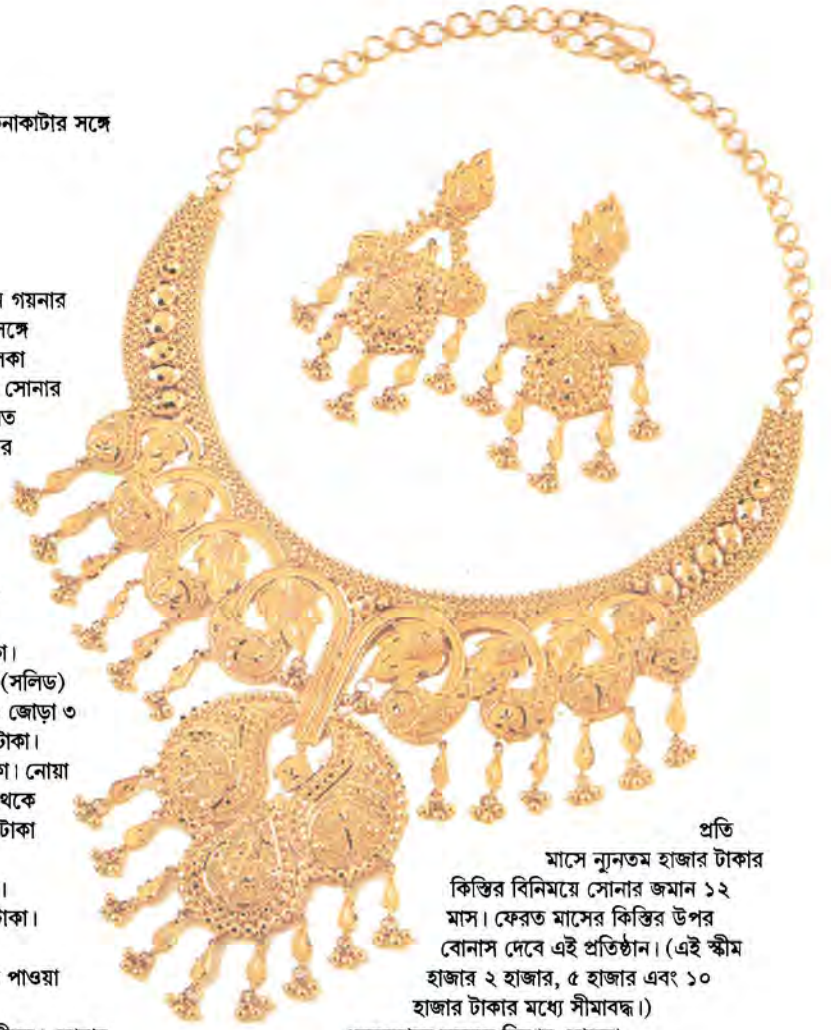 নাকাটার সঙ্গে
গয়নার
সঙ্গে
সোনার
ত
র
।
(সলিড)
জোড়া ৩
টাকা।
নোয়া
থেকে
টাকা
।
টাকা।
পাওয়া
প্রতি
মাসে ন্যূনতম হাজার টাকার
কিস্তির বিনিময়ে সোনার জমান ১২
মাস। ফেরত মাসের কিস্তির উপর
বোনাস দেবে এই প্রতিষ্ঠান। (এই স্কীম
হাজার ২ হাজার, ৫ হাজার এবং ১০
হাজার টাকার মধ্যে সীমাবদ্ধ।)